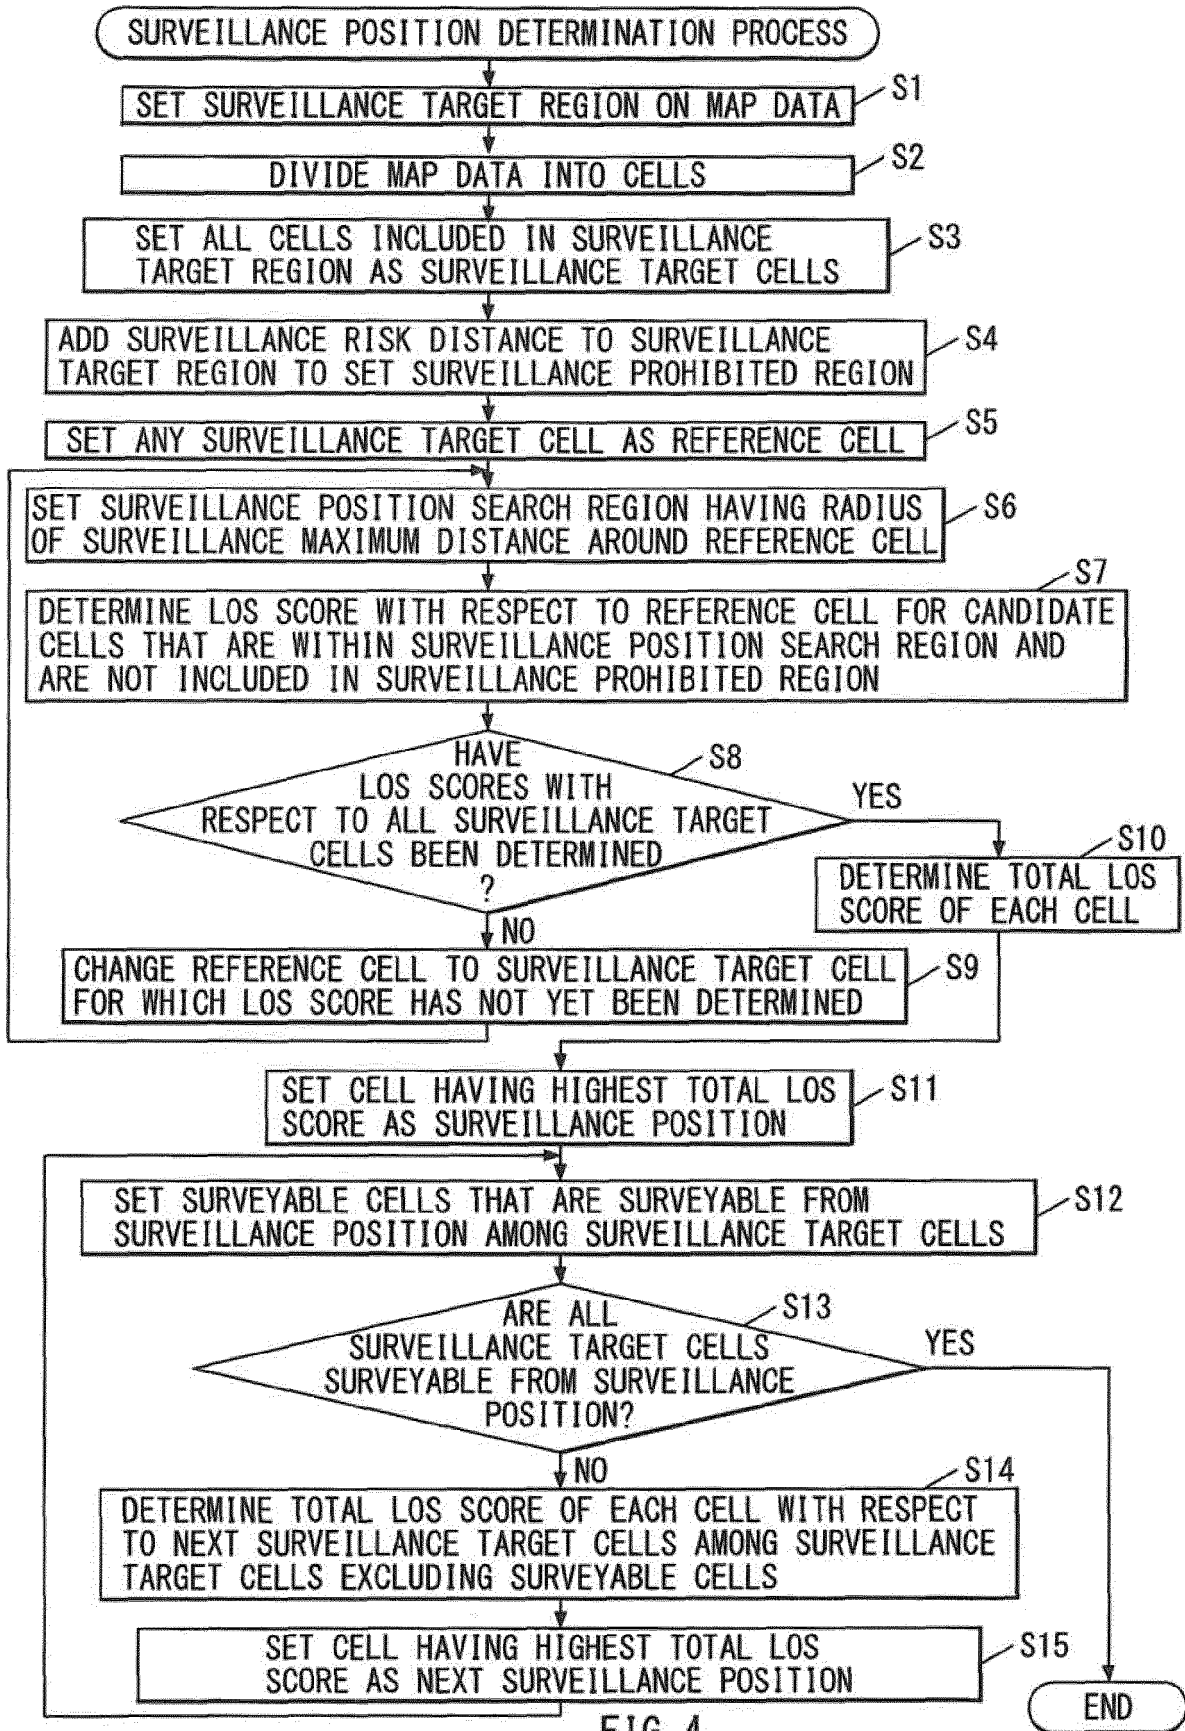 SURVEILLANCE POSITION DETERMINATION PROCESS
SET SURVEILLANCE TARGET REGION ON MAP DATA
S1
DIVIDE MAP DATA INTO CELLS
S2
SET ALL CELLS INCLUDED IN SURVEILLANCE
TARGET REGION AS SURVEILLANCE TARGET CELLS
S3
ADD SURVEILLANCE RISK DISTANCE TO SURVEILLANCE
TARGET REGION TO SET SURVEILLANCE PROHIBITED REGION
S4
SET ANY SURVEILLANCE TARGET CELL AS REFERENCE CELL
S5
SET SURVEILLANCE POSITION SEARCH REGION HAVING RADIUS
OF SURVEILLANCE MAXIMUM DISTANCE AROUND REFERENCE CELL
S6
S7
DETERMINE LOS SCORE WITH RESPECT TO REFERENCE CELL FOR CANDIDATE
CELLS THAT ARE WITHIN SURVEILLANCE POSITION SEARCH REGION AND
ARE NOT INCLUDED IN SURVEILLANCE PROHIBITED REGION
HAVE
LOS SCORES WITH
RESPECT TO ALL SURVEILLANCE TARGET
CELLS BEEN DETERMINED
?
S8
YES
S10
DETERMINE TOTAL LOS
SCORE OF EACH CELL
NO
CHANGE REFERENCE CELL TO SURVEILLANCE TARGET CELL
FOR WHICH LOS SCORE HAS NOT YET BEEN DETERMINED
S9
SET CELL HAVING HIGHEST TOTAL LOS
SCORE AS SURVEILLANCE POSITION
S11
SET SURVEYABLE CELLS THAT ARE SURVEYABLE FROM
SURVEILLANCE POSITION AMONG SURVEILLANCE TARGET CELLS
S12
ARE ALL
SURVEILLANCE TARGET CELLS
SURVEYABLE FROM SURVEILLANCE
POSITION?
S13
YES
NO
S14
DETERMINE TOTAL LOS SCORE OF EACH CELL WITH RESPECT
TO NEXT SURVEILLANCE TARGET CELLS AMONG SURVEILLANCE
TARGET CELLS EXCLUDING SURVEYABLE CELLS
SET CELL HAVING HIGHEST TOTAL LOS
SCORE AS NEXT SURVEILLANCE POSITION
S15
END
FIG. 4